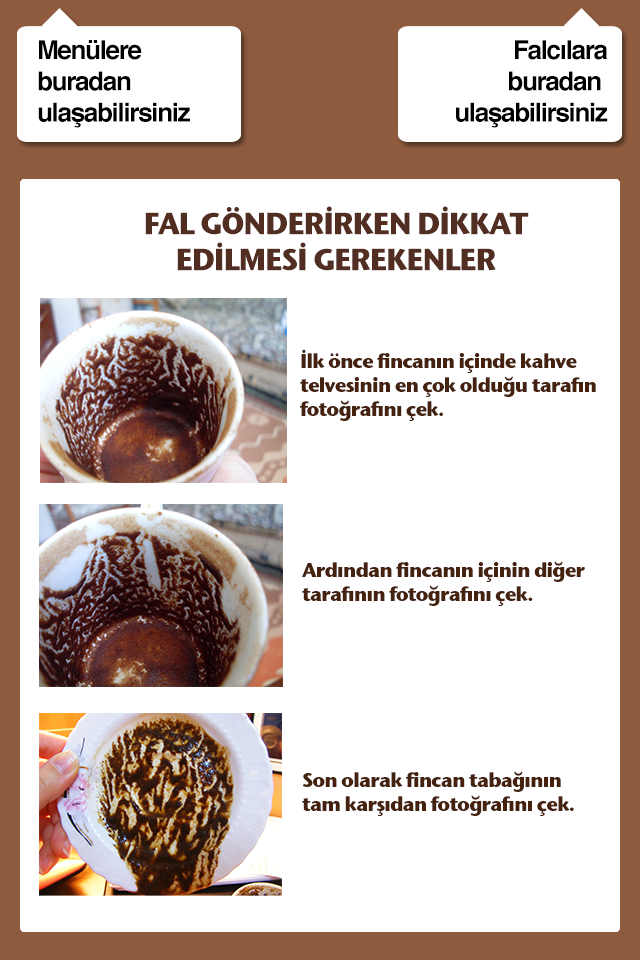 Menülere
buradan
ulaşabilirsiniz
Falcılara
buradan
ulaşabilirsiniz
FAL GÖNDERİRKEN DİKKAT
EDİLMESİ GEREKENLER
İlk önce fincanın içinde kahve
telvesinin en çok olduğu tarafın
fotoğrafını çek.
Ardından fincanın içinin diğer
tarafının fotoğrafını çek.
Son olarak fincan tabağının
tam karşıdan fotoğrafını çek.